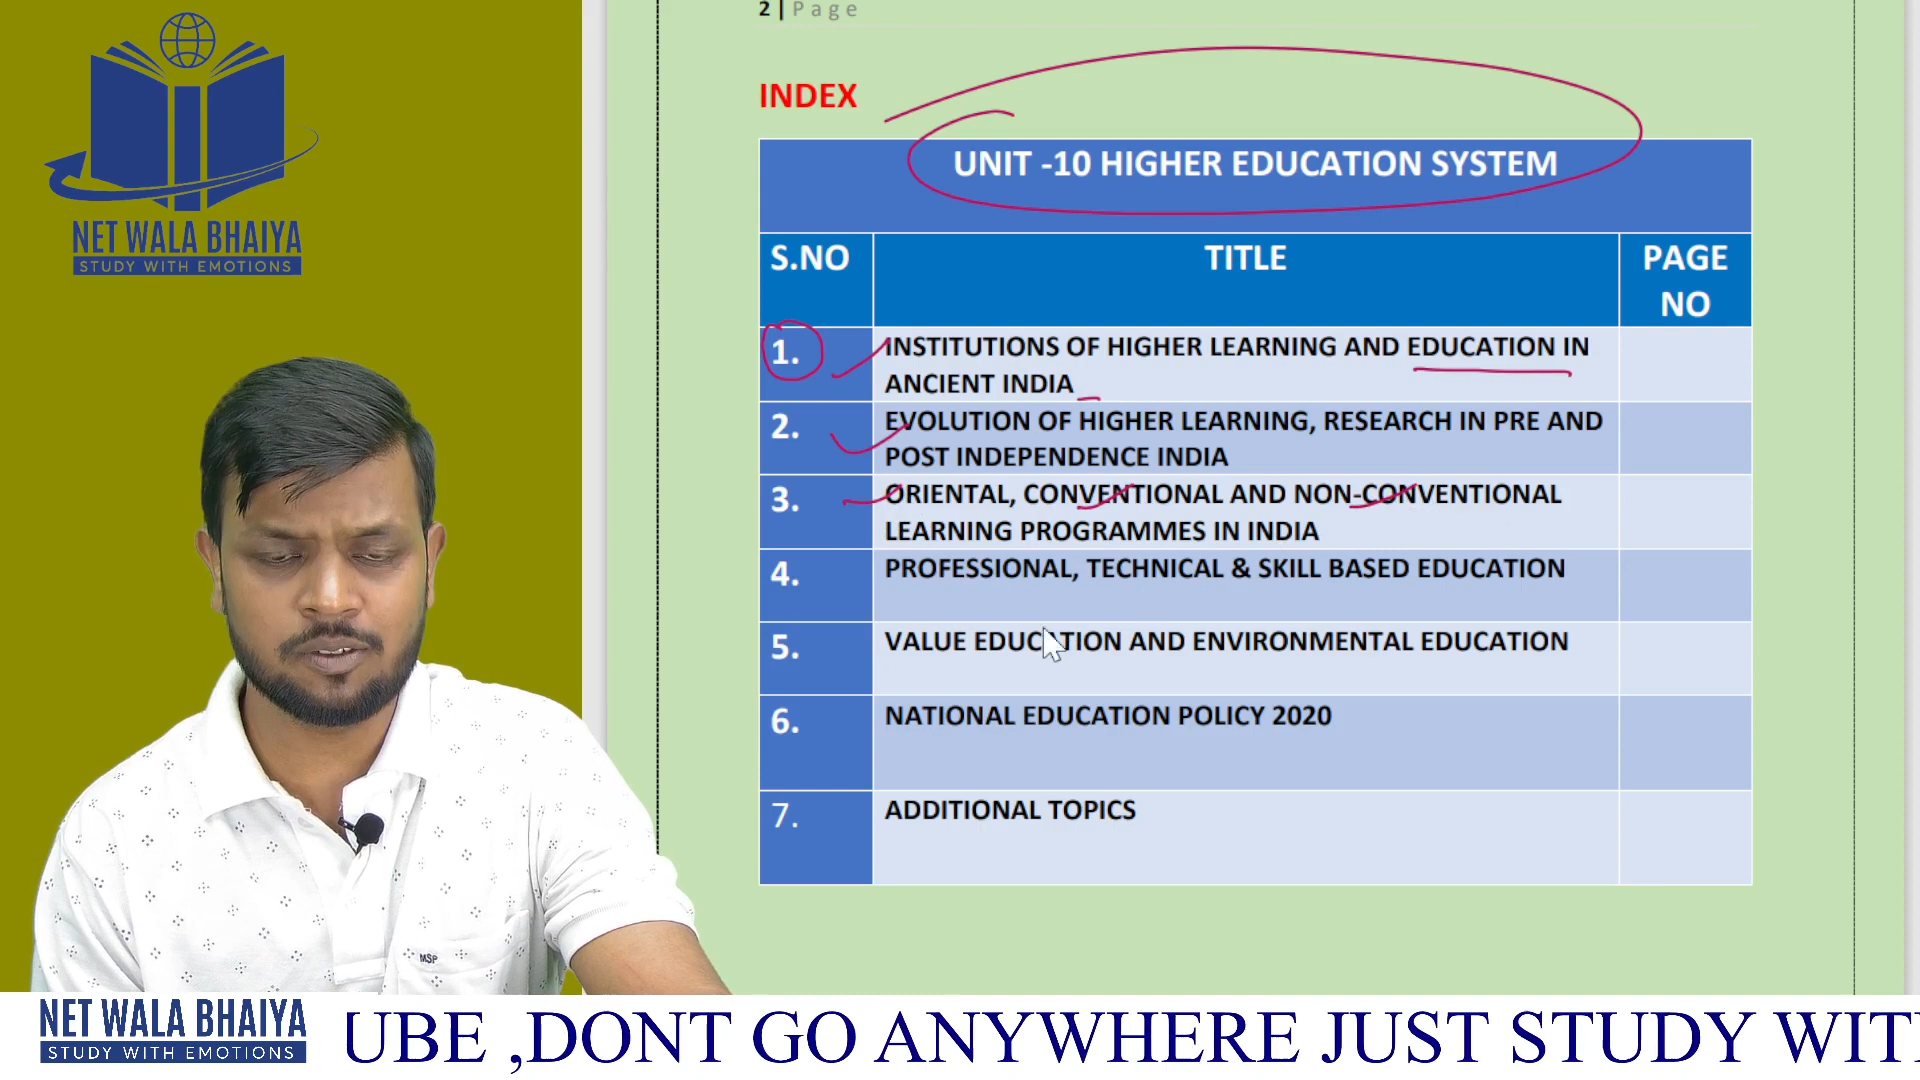 2 | Page
NET WALA BHAIYA
STUDY WITH EMOTIONS
INDEX
UNIT -10 HIGHER EDUCATION SYSTEM
S.NO TITLE PAGE NO
1. INSTITUTIONS OF HIGHER LEARNING AND EDUCATION IN
ANCIENT INDIA
2. EVOLUTION OF HIGHER LEARNING, RESEARCH IN PRE AND
POST INDEPENDENCE INDIA
3. ORIENTAL, CONVENTIONAL AND NON-CONVENTIONAL
LEARNING PROGRAMMES IN INDIA
4. PROFESSIONAL, TECHNICAL & SKILL BASED EDUCATION
5. VALUE EDUCATION AND ENVIRONMENTAL EDUCATION
6. NATIONAL EDUCATION POLICY 2020
7. ADDITIONAL TOPICS
MSP
NET WALA BHAIYA
STUDY WITH EMOTIONS
UBE ,DONT GO ANYWHERE JUST STUDY WIT